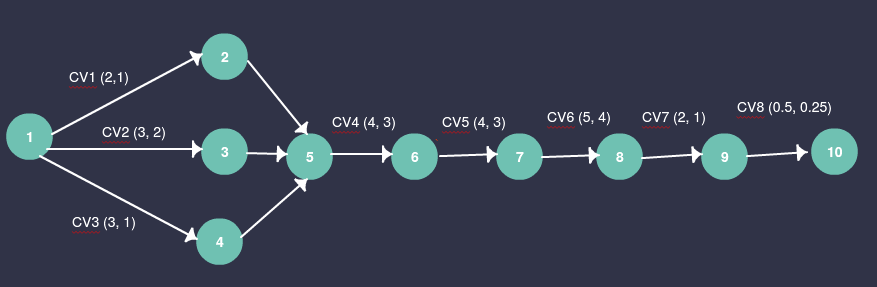 CV1 (2,1)
2
CV8 (0.5, 0.25)
CV4 (4, 3)
CV5 (4, 3)
CV6 (5, 4)
CV7 (2, 1)
1
CV2 (3, 2)
3
5
6
7
8
9
10
CV3 (3, 1)
4